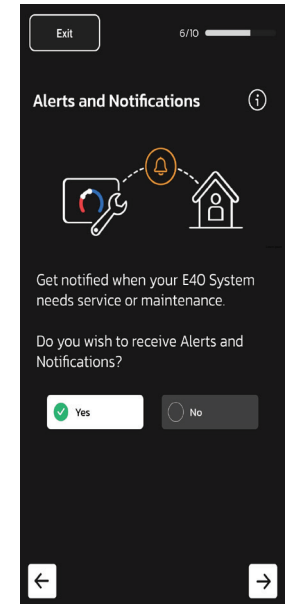 Exit
6/10
Alerts and Notifications
Get notified when your E40 System
needs service or maintenance.
Do you wish to receive Alerts and
Notifications?
Yes
No